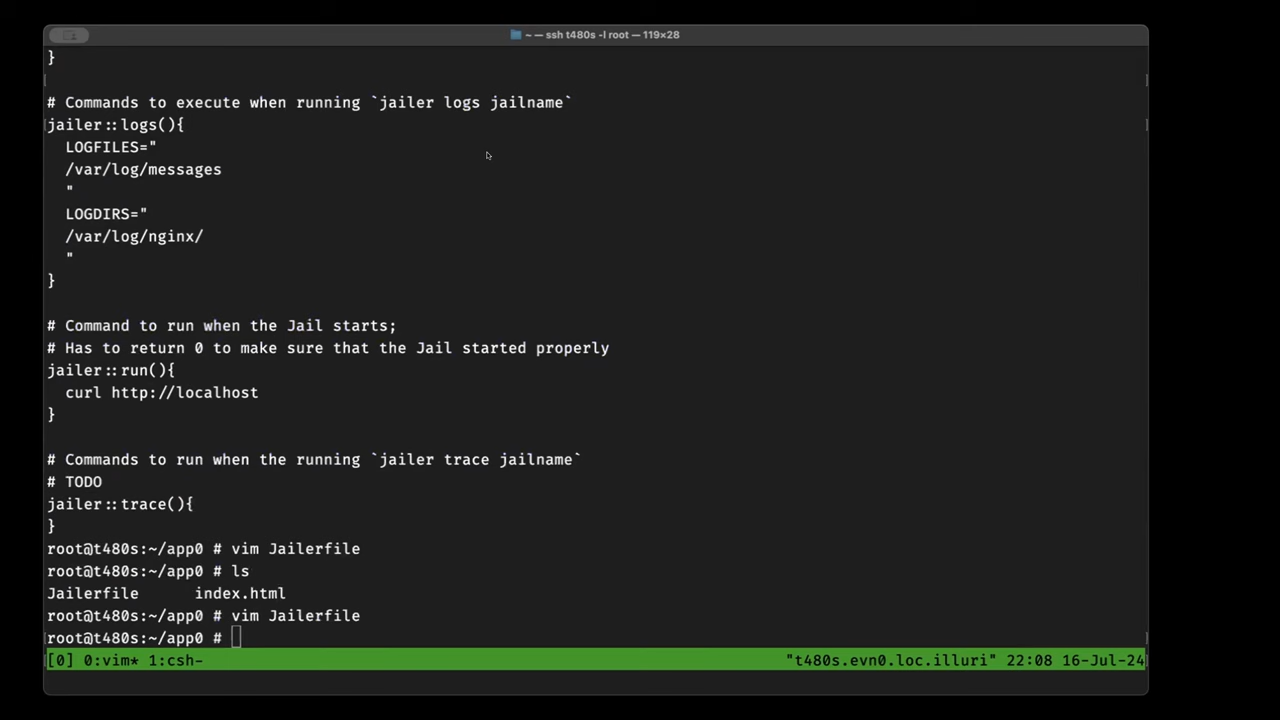 ~ — ssh t480s -l root — 119×28
}
# Commands to execute when running `jailer logs jailname`
jailer::logs(){
  LOGFILES="
  /var/log/messages
  "
  LOGDIRS="
  /var/log/nginx/
  "
}
# Command to run when the Jail starts;
# Has to return 0 to make sure that the Jail started properly
jailer::run(){
  curl http://localhost
}
# Commands to run when the running `jailer trace jailname`
# TODO
jailer::trace(){
}
root@t480s:~/app0 # vim Jailerfile
root@t480s:~/app0 # ls
Jailerfile      index.html
root@t480s:~/app0 # vim Jailerfile
root@t480s:~/app0 #
[0] 0:vim* 1:csh- "t480s.evn0.loc.illuri" 22:08 16-Jul-24